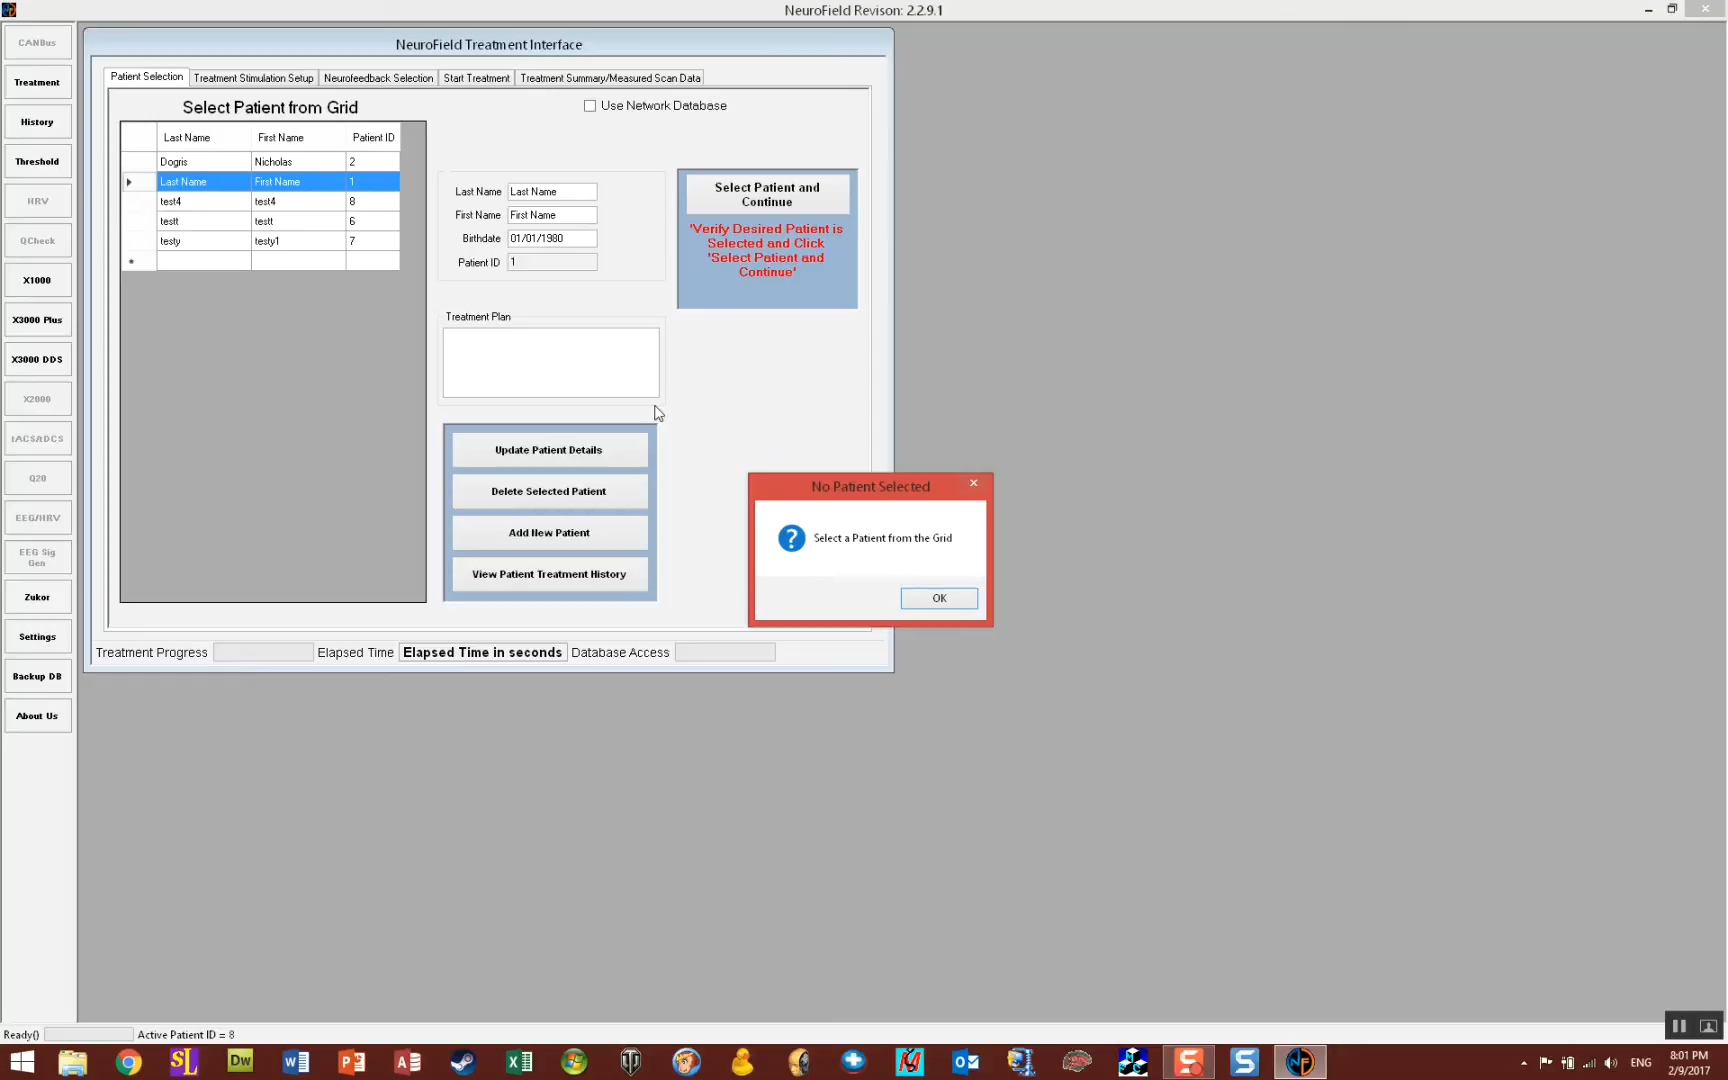 NeuroField Revison: 2.2.9.1
CANBus
Treatment
History
Threshold
HRV
QCheck
X1000
X3000 Plus
X3000 DDS
X2000
tACS/tDCS
Q20
EEG/HRV
EEG Sig
Gen
Zukor
Settings
Backup DB
About Us
NeuroField Treatment Interface
Patient Selection
Treatment Stimulation Setup
Neurofeedback Selection
Start Treatment
Treatment Summary/Measured Scan Data
Select Patient from Grid
Use Network Database
Last Name First Name Patient ID
Dogris Nicholas 2
Last Name First Name 1
test4 test4 8
testt testt 6
testy testy1 7
*
Last Name Last Name
First Name First Name
Birthdate 01/01/1980
Patient ID 1
Select Patient and
Continue
'Verify Desired Patient is
Selected and Click
'Select Patient and
Continue'
Treatment Plan
Update Patient Details
Delete Selected Patient
Add New Patient
View Patient Treatment History
No Patient Selected
Select a Patient from the Grid
OK
Treatment Progress Elapsed Time Elapsed Time in seconds Database Access
Ready() Active Patient ID = 8
SL
Dw
ENG
8:01 PM
2/9/2017